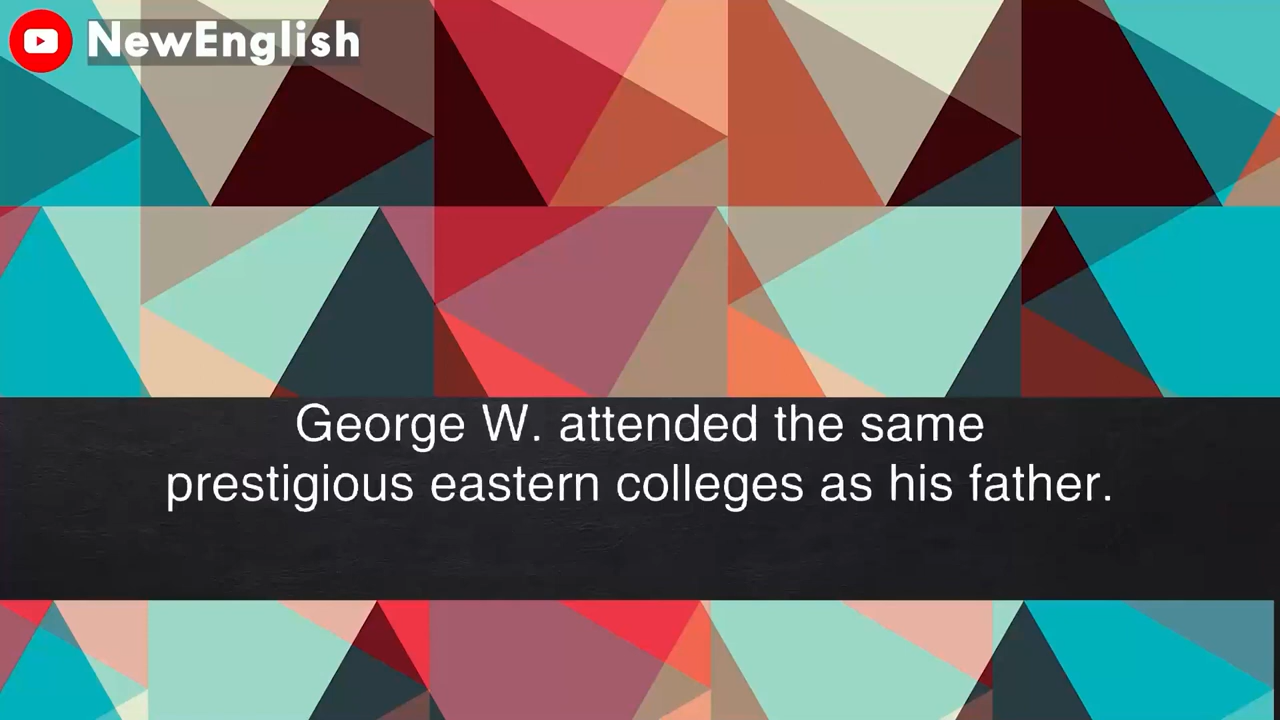 NewEnglish
George W. attended the same
prestigious eastern colleges as his father.